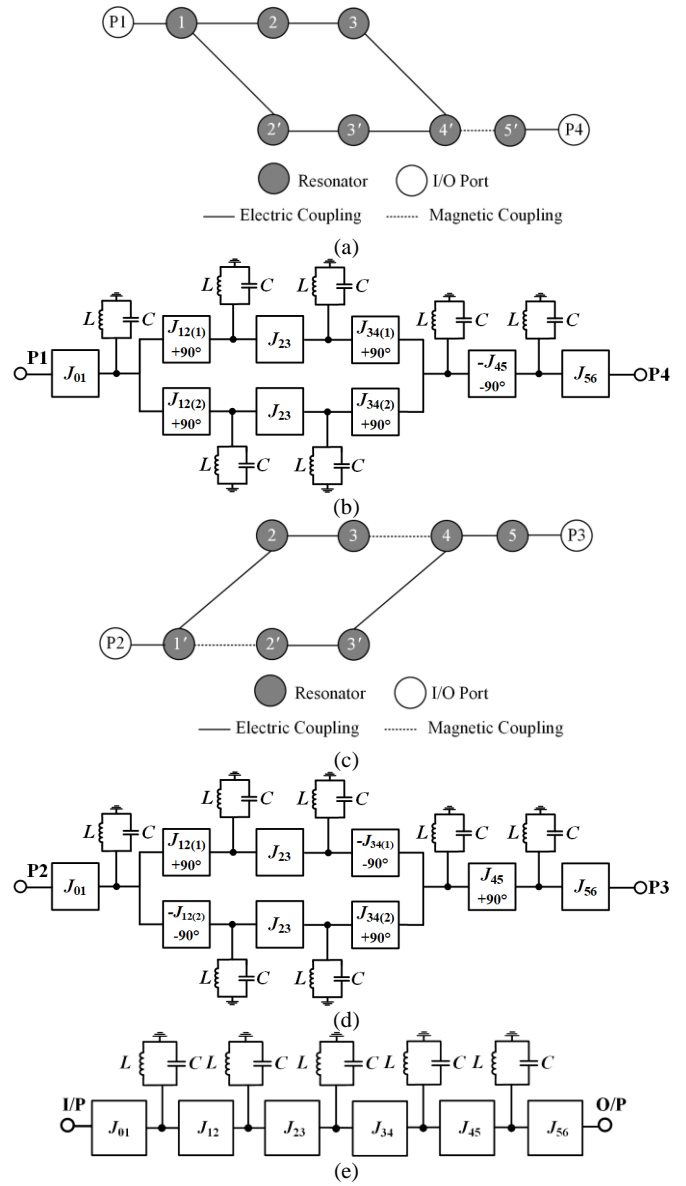 P1 1 2 3
2′ 3′ 4′ 5′ P4
Resonator I/O Port
Electric Coupling Magnetic Coupling
(a)
L C L C
L C J12(1) +90° J23 J34(1) +90° L C L C
P1 J01 -J45 -90° J56 P4
J12(2) +90° J23 J34(2) +90°
L C L C
(b)
2 3 4 5 P3
P2 1′ 2′ 3′
Resonator I/O Port
Electric Coupling Magnetic Coupling
(c)
L C L C
L C J12(1) +90° J23 -J34(1) -90° L C L C
P2 J01 J45 +90° J56 P3
-J12(2) -90° J23 J34(2) +90°
L C L C
(d)
L C L C L C L C L C
I/P J01 J12 J23 J34 J45 J56 O/P
(e)